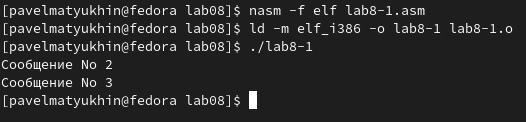 [pavelmatyukhin@fedora lab08]$ nasm -f elf lab8-1.asm
[pavelmatyukhin@fedora lab08]$ ld -m elf_i386 -o lab8-1 lab8-1.o
[pavelmatyukhin@fedora lab08]$ ./lab8-1
Сообщение No 2
Сообщение No 3
[pavelmatyukhin@fedora lab08]$